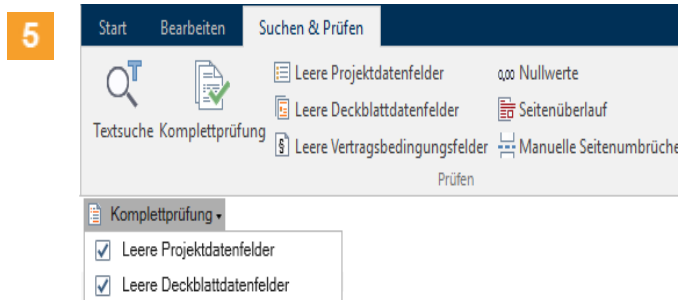 5
Start Bearbeiten Suchen & Prüfen
Textsuche Komplettprüfung
Leere Projektdatenfelder
Leere Deckblattdatenfelder
§ Leere Vertragsbedingungsfelder
0,00 Nullwerte
Seitenüberlauf
Manuelle Seitenumbrüche
Prüfen
Komplettprüfung
Leere Projektdatenfelder
Leere Deckblattdatenfelder